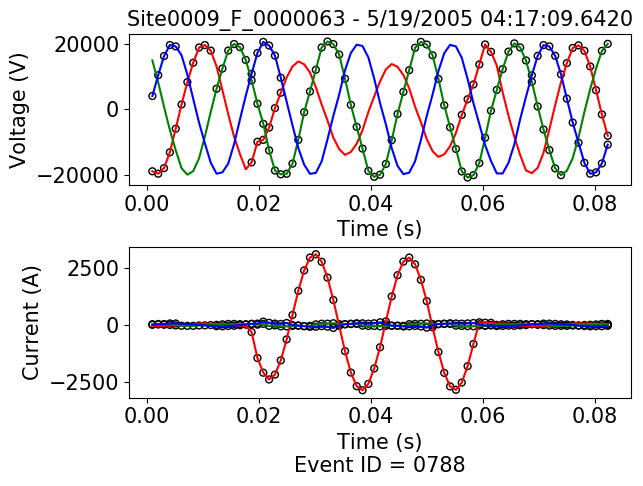 Site0009_F_0000063 - 5/19/2005 04:17:09.6420
Voltage (V)
20000
0
−20000
0.00 0.02 0.04 0.06 0.08
Time (s)
Current (A)
2500
0
−2500
0.00 0.02 0.04 0.06 0.08
Time (s)
Event ID = 0788